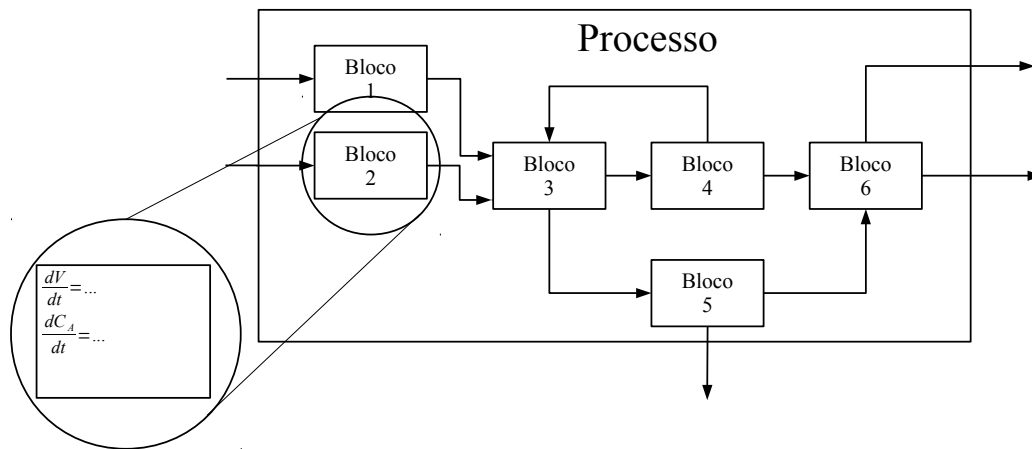 Processo
Bloco
1
Bloco
2
Bloco
3
Bloco
4
Bloco
6
Bloco
5
dV/dt=...
dC_A/dt=...